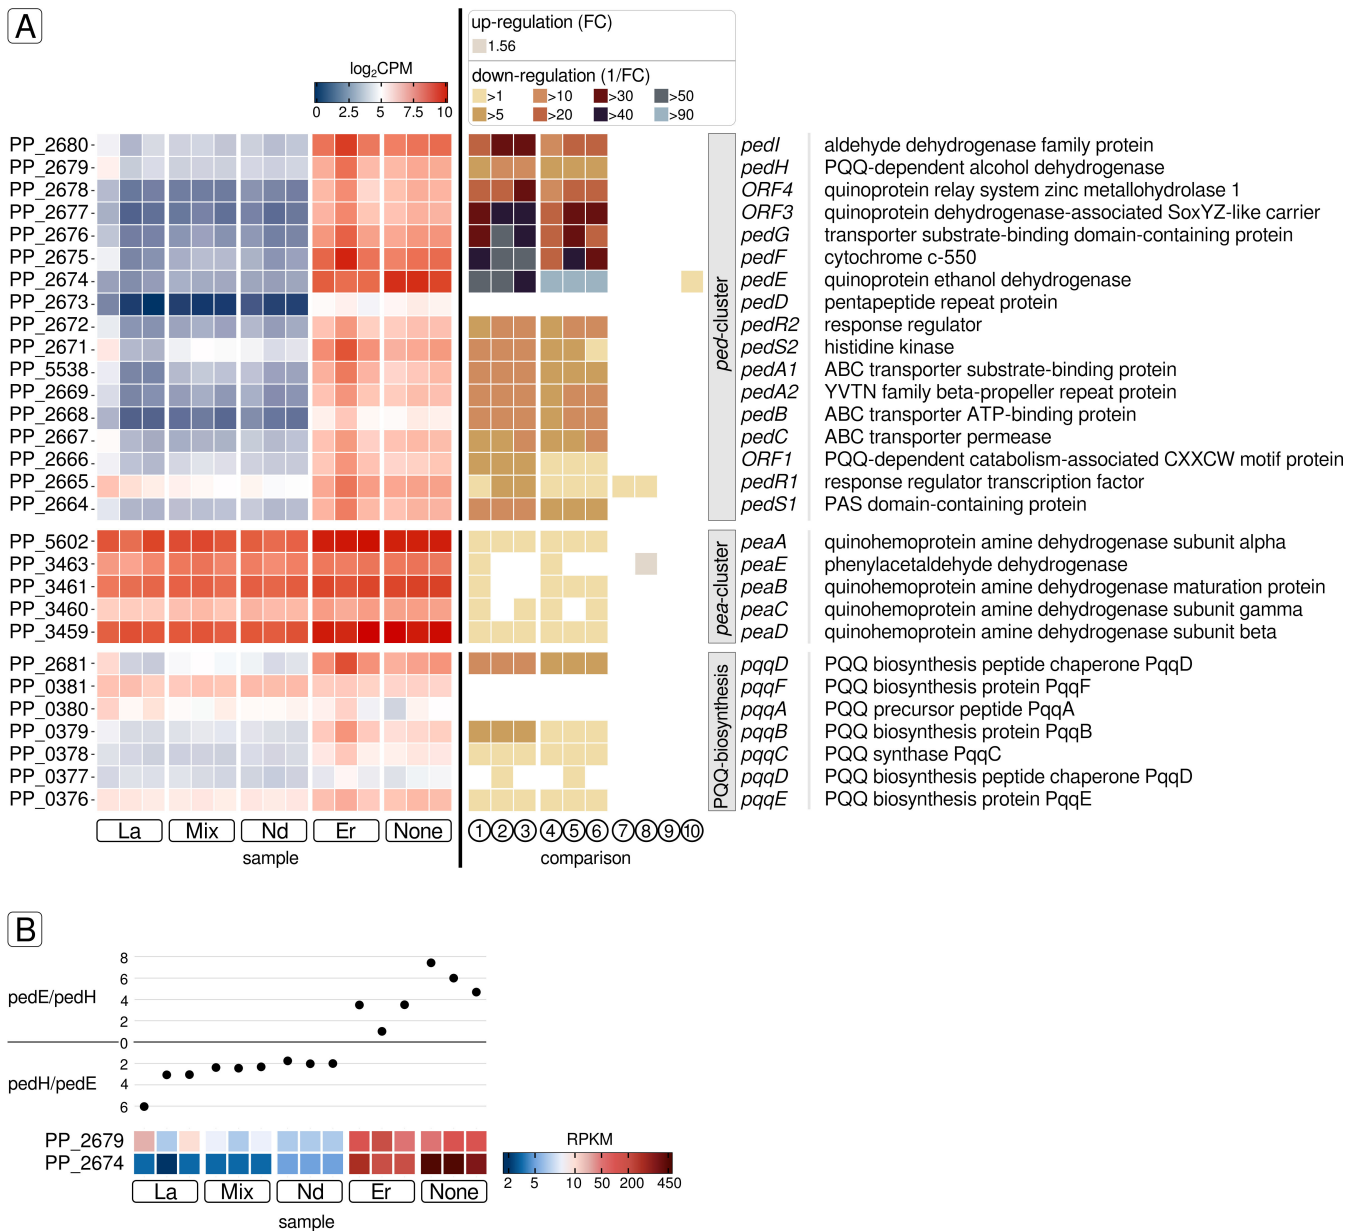 A
up-regulation (FC)
1.56
log2CPM
0 2.5 5 7.5 10
down-regulation (1/FC)
>1 >10 >30 >50
>5 >20 >40 >90
PP_2680 pedI aldehyde dehydrogenase family protein
PP_2679 pedH PQQ-dependent alcohol dehydrogenase
PP_2678 ORF4 quinoprotein relay system zinc metallohydrolase 1
PP_2677 ORF3 quinoprotein dehydrogenase-associated SoxYZ-like carrier
PP_2676 pedG transporter substrate-binding domain-containing protein
PP_2675 pedF cytochrome c-550
PP_2674 pedE quinoprotein ethanol dehydrogenase
PP_2673 pedD pentapeptide repeat protein
PP_2672 pedR2 response regulator
PP_2671 pedS2 histidine kinase
PP_5538 pedA1 ABC transporter substrate-binding protein
PP_2669 pedA2 YVTN family beta-propeller repeat protein
PP_2668 pedB ABC transporter ATP-binding protein
PP_2667 pedC ABC transporter permease
PP_2666 ORF1 PQQ-dependent catabolism-associated CXXCW motif protein
PP_2665 pedR1 response regulator transcription factor
PP_2664 pedS1 PAS domain-containing protein
ped-cluster
PP_5602 peaA quinohemoprotein amine dehydrogenase subunit alpha
PP_3463 peaE phenylacetaldehyde dehydrogenase
PP_3461 peaB quinohemoprotein amine dehydrogenase maturation protein
PP_3460 peaC quinohemoprotein amine dehydrogenase subunit gamma
PP_3459 peaD quinohemoprotein amine dehydrogenase subunit beta
pea-cluster
PP_2681 pqqD PQQ biosynthesis peptide chaperone PqqD
PP_0381 pqqF PQQ biosynthesis protein PqqF
PP_0380 pqqA PQQ precursor peptide PqqA
PP_0379 pqqB PQQ biosynthesis protein PqqB
PP_0378 pqqC PQQ synthase PqqC
PP_0377 pqqD PQQ biosynthesis peptide chaperone PqqD
PP_0376 pqqE PQQ biosynthesis protein PqqE
PQQ-biosynthesis
La Mix Nd Er None 1 2 3 4 5 6 7 8 9 10
sample comparison
B
8
6
pedE/pedH 4
2
0
2
pedH/pedE 4
6
PP_2679 RPKM
PP_2674 2 5 10 50 200 450
La Mix Nd Er None
sample